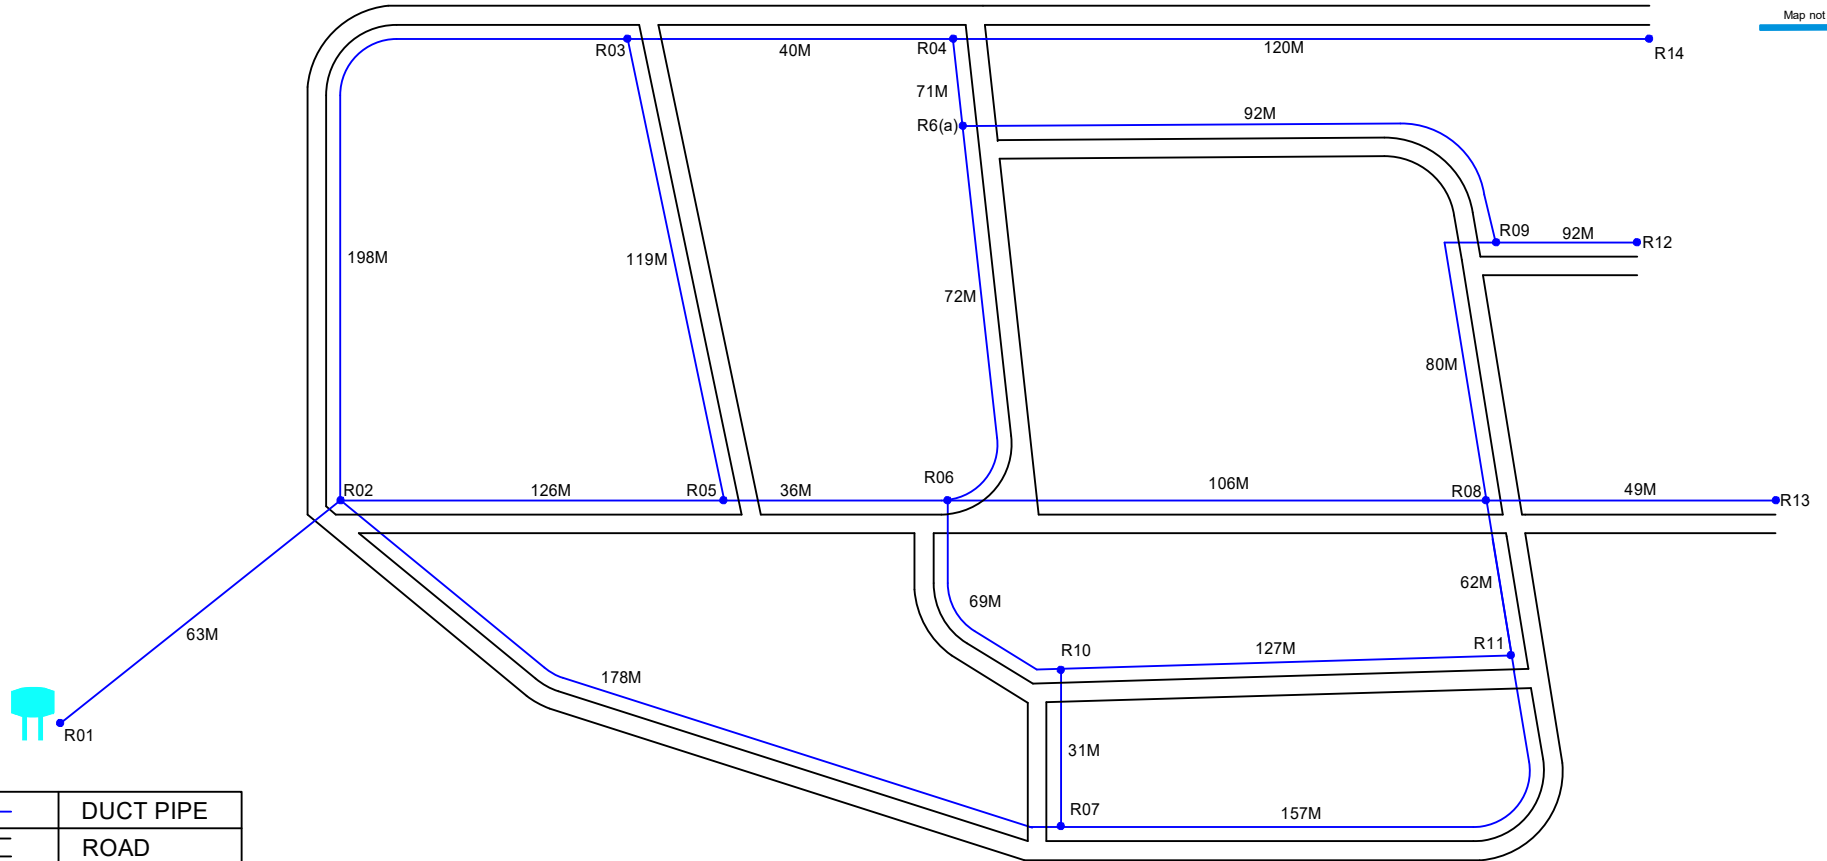 Map not
R03
40M
R04
120M
R14
71M
R6(a)
92M
R09
92M
R12
198M
119M
72M
80M
R02
126M
R05
36M
R06
106M
R08
49M
R13
69M
62M
63M
178M
R10
127M
R11
R01
31M
R07
157M
DUCT PIPE
ROAD